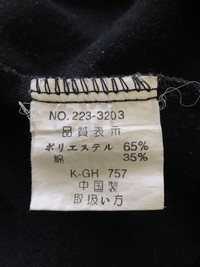 NO.223-3203
品質表示
ポリエステル 65%
綿 35%
K-GH 757
中国製
取扱い方